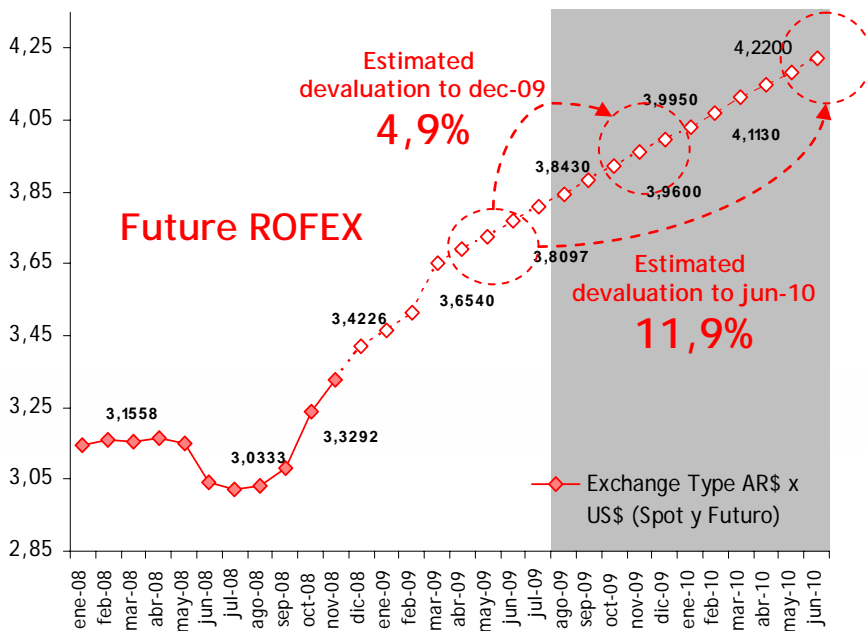 4,25
4,05
3,85
3,65
3,45
3,25
3,05
2,85
Estimated
devaluation to dec-09
4,9%
Future ROFEX
4,2200
3,9950
4,1130
3,8430
3,9600
3,8097
3,6540
3,4226
3,3292
3,1558
3,0333
Estimated
devaluation to jun-10
11,9%
Exchange Type AR$ x
US$ (Spot y Futuro)
ene-08
feb-08
mar-08
abr-08
may-08
jun-08
jul-08
ago-08
sep-08
oct-08
nov-08
dic-08
ene-09
feb-09
mar-09
abr-09
may-09
jun-09
jul-09
ago-09
sep-09
oct-09
nov-09
dic-09
ene-10
feb-10
mar-10
abr-10
may-10
jun-10